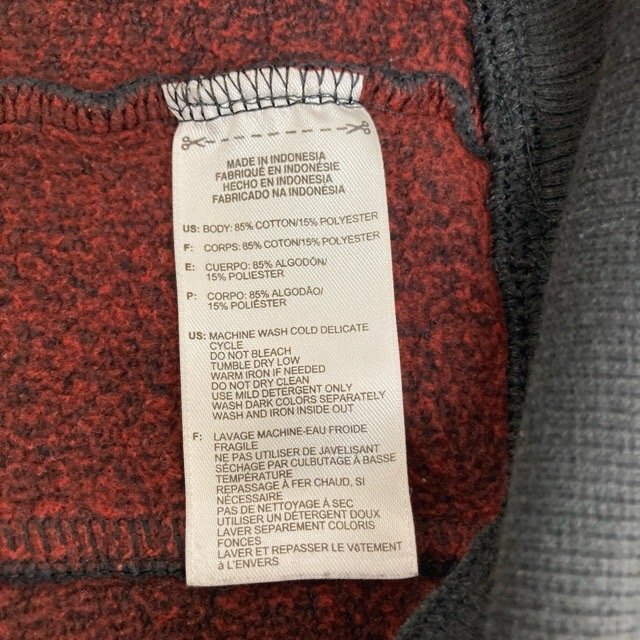 MADE IN INDONESIA
FABRIQUÉ EN INDONÉSIE
HECHO EN INDONESIA
FABRICADO NA INDONÉSIA
US: BODY: 85% COTTON/15% POLYESTER
F: CORPS: 85% COTON/15% POLYESTER
E: CUERPO: 85% ALGODÓN/
15% POLIESTER
P: CORPO: 85% ALGODÃO/
15% POLIÉSTER
US: MACHINE WASH COLD DELICATE
CYCLE
DO NOT BLEACH
TUMBLE DRY LOW
WARM IRON IF NEEDED
DO NOT DRY CLEAN
USE MILD DETERGENT ONLY
WASH DARK COLORS SEPARATELY
WASH AND IRON INSIDE OUT
F: LAVAGE MACHINE-EAU FROIDE
FRAGILE
NE PAS UTILISER DE JAVELISANT
SÉCHAGE PAR CULBUTAGE À BASSE
TEMPÉRATURE
REPASSAGE À FER CHAUD, SI
NÉCESSAIRE
PAS DE NETTOYAGE À SEC
UTILISER UN DÉTERGENT DOUX
LAVER SEPAREMENT COLORIS
FONCES
LAVER ET REPASSER LE VêTEMENT
à L'ENVERS